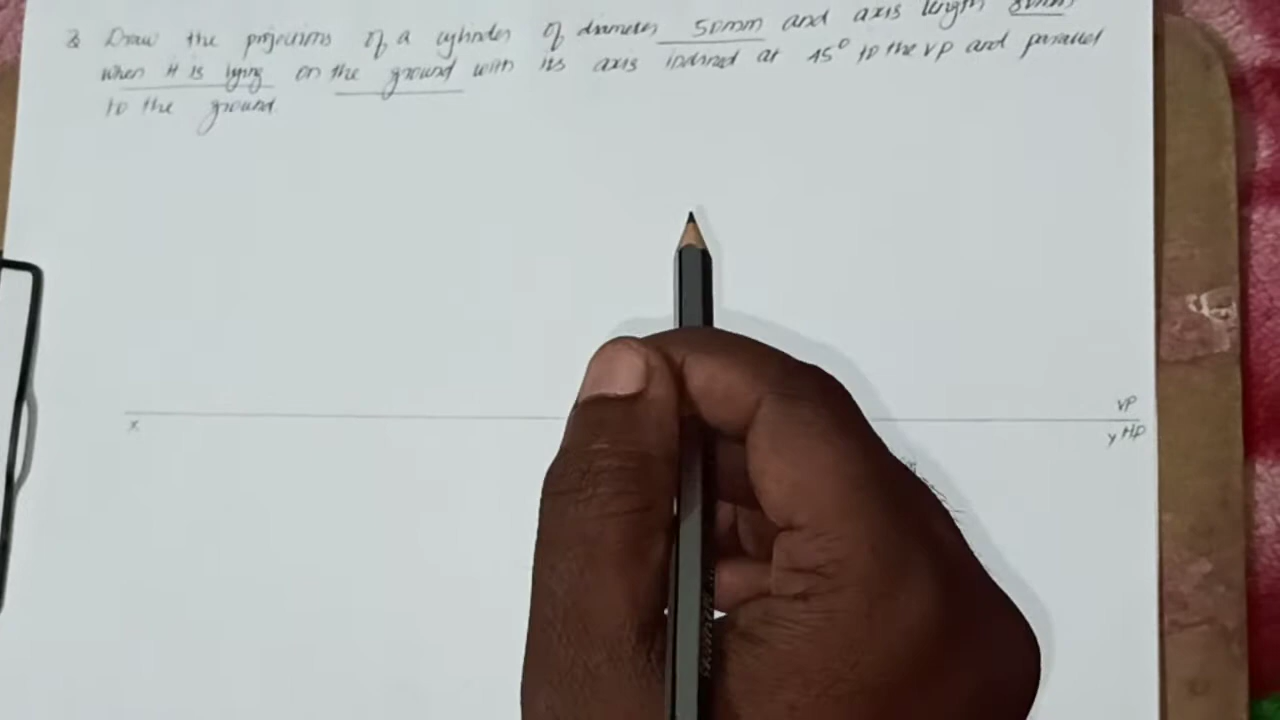 Draw the projections of a cylinder of diameter 50mm and axis length 80mm
when it is lying on the ground with its axis inclined at 45° to the VP and parallel
to the ground.
VP
x
y HP